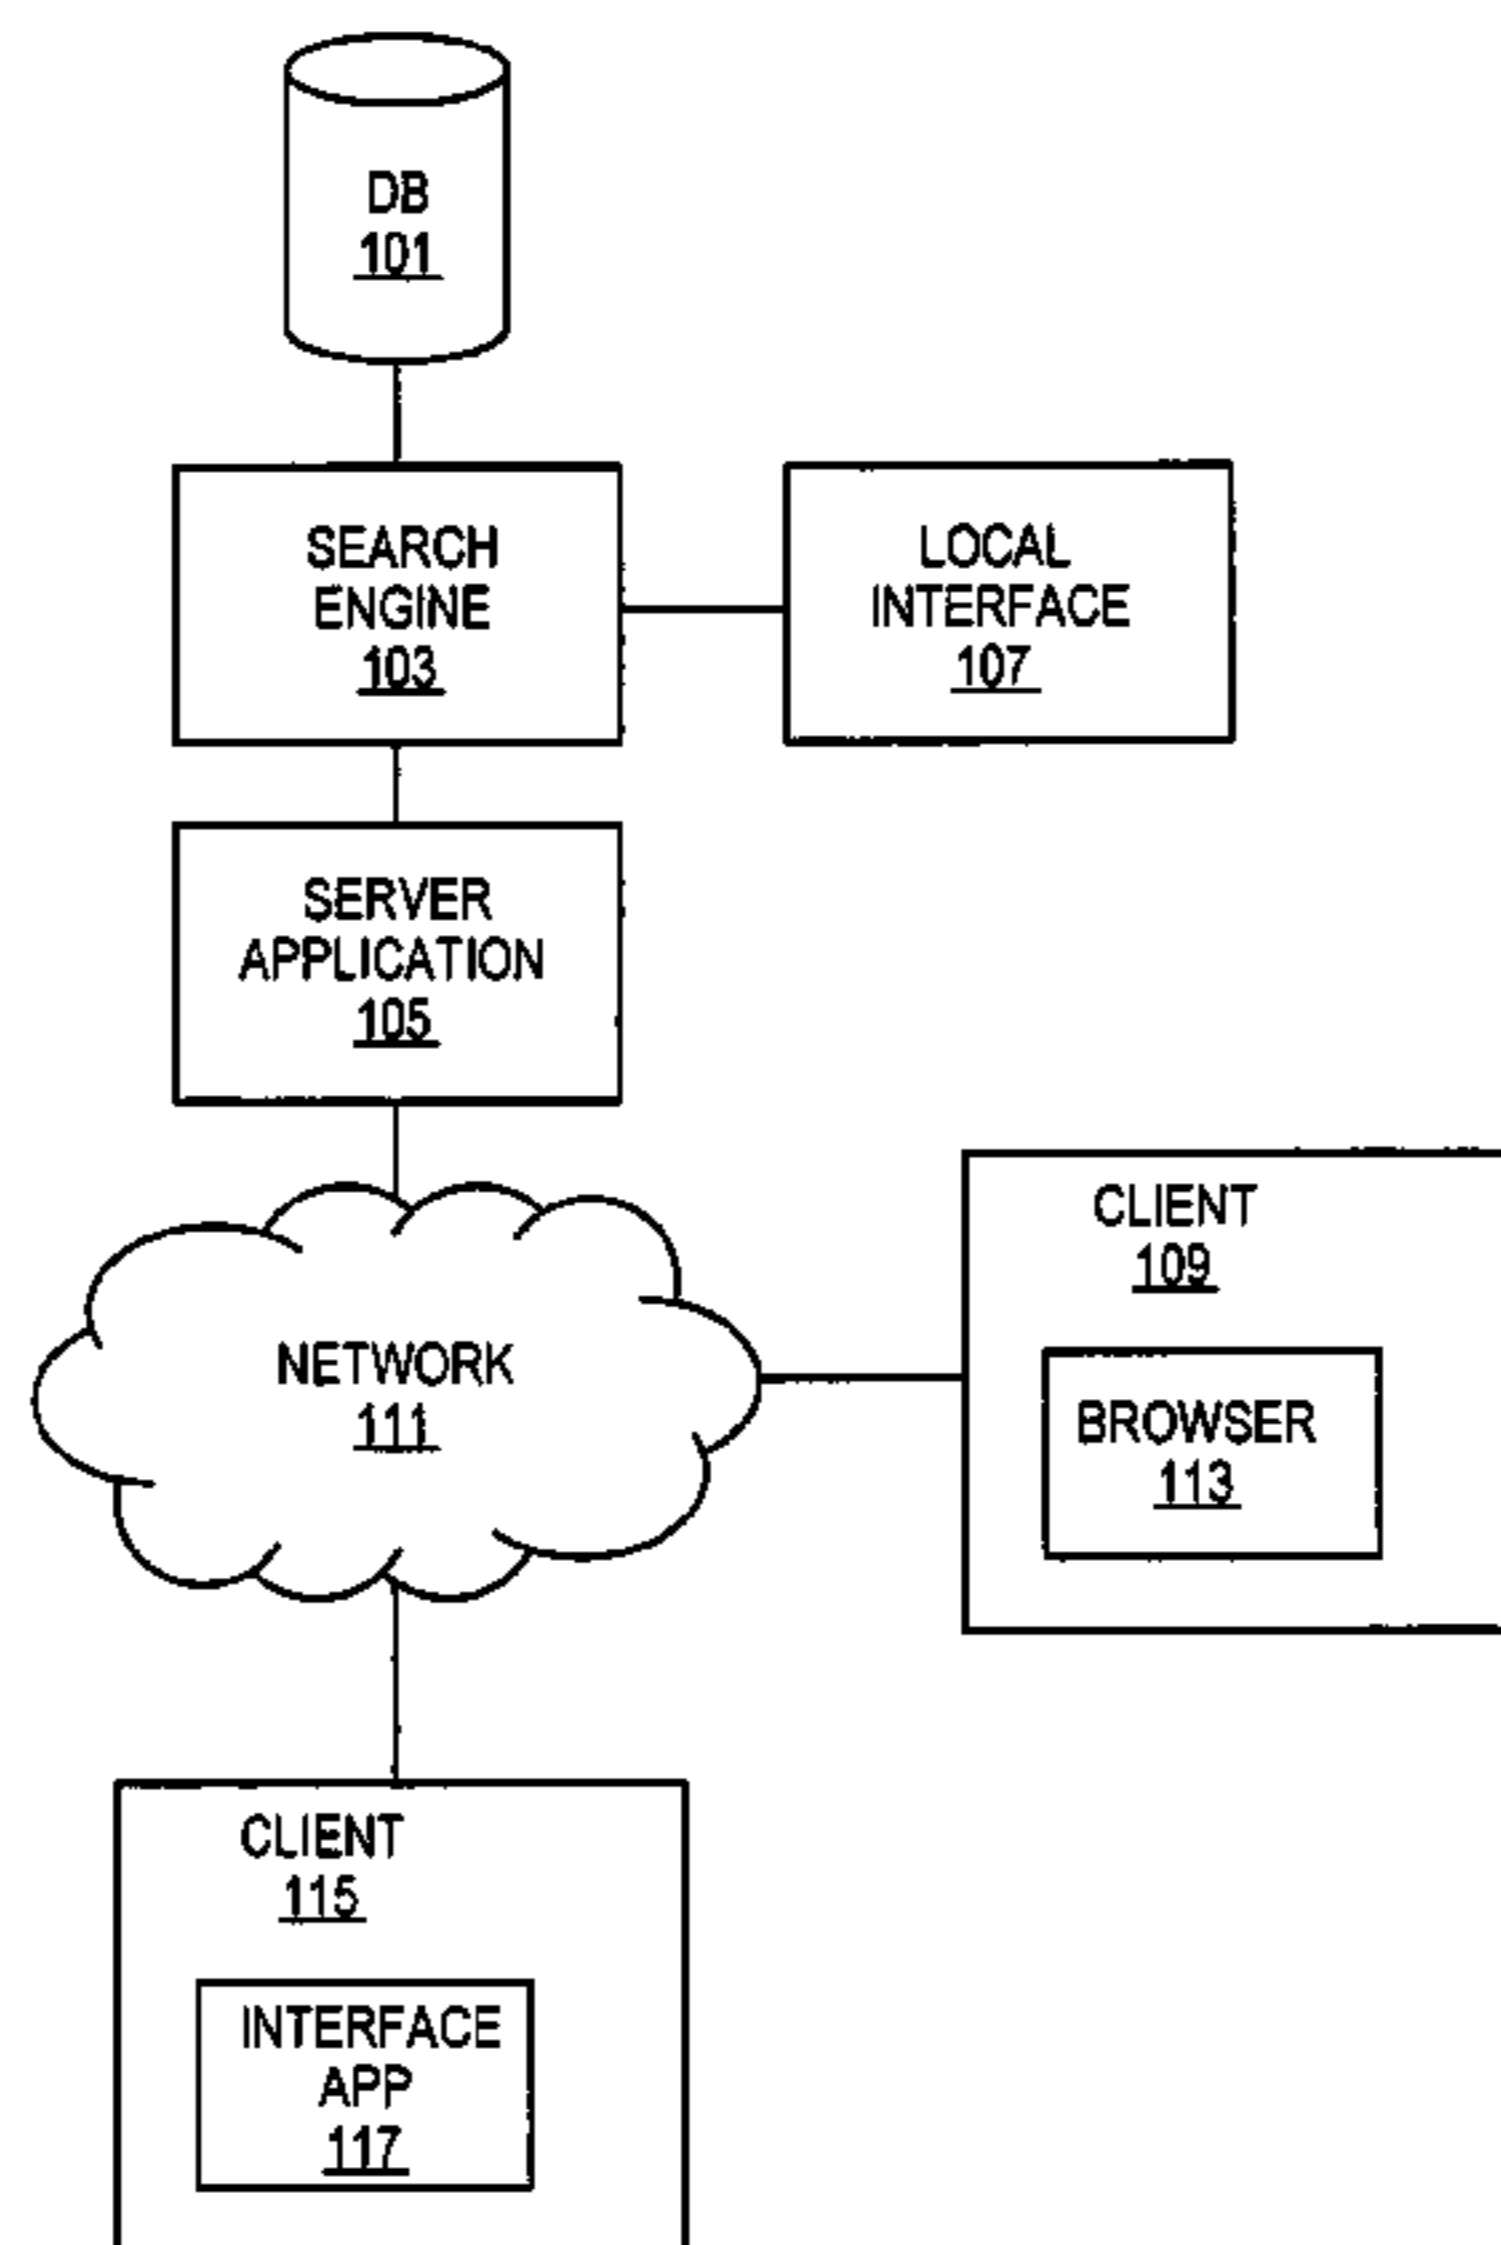 DB
101
SEARCH
ENGINE
103
LOCAL
INTERFACE
107
SERVER
APPLICATION
105
NETWORK
111
CLIENT
109
BROWSER
113
CLIENT
115
INTERFACE
APP
117